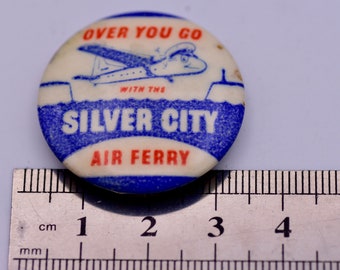 OVER YOU GO
WITH THE
SILVER CITY
AIR FERRY
cm 1 2 3 4
mm